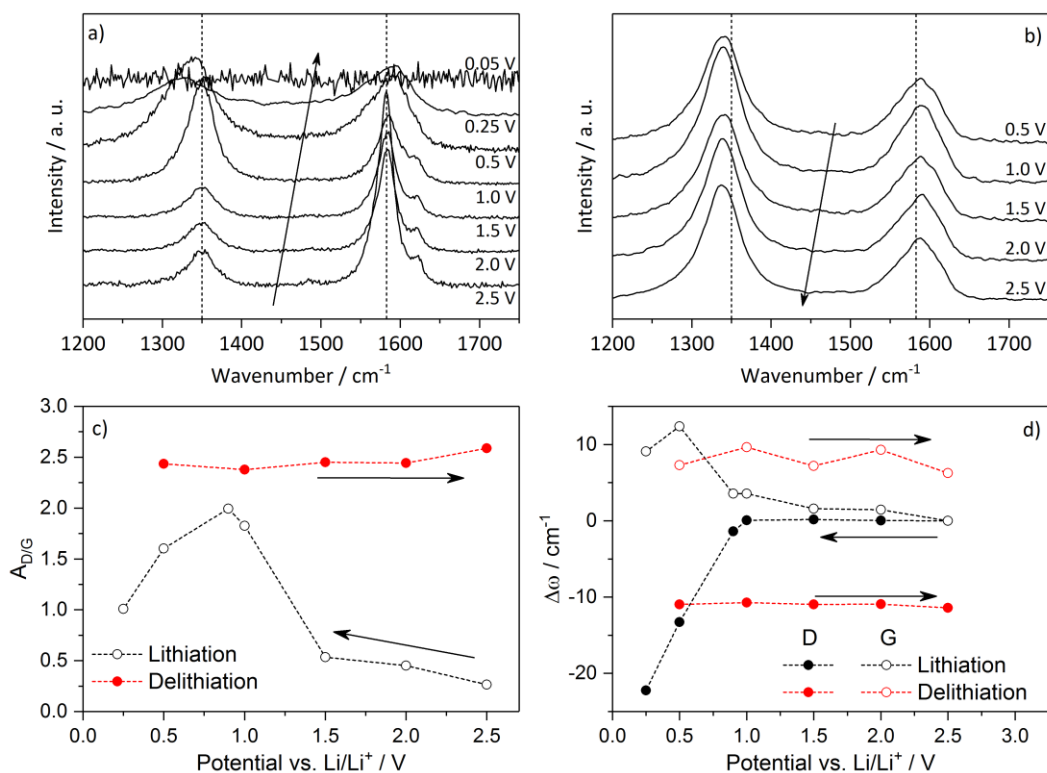 a)
Intensity / a. u.
0.05 V
0.25 V
0.5 V
1.0 V
1.5 V
2.0 V
2.5 V
1200 1300 1400 1500 1600 1700
Wavenumber / cm⁻¹
b)
Intensity / a. u.
0.5 V
1.0 V
1.5 V
2.0 V
2.5 V
1200 1300 1400 1500 1600 1700
Wavenumber / cm⁻¹
c)
A_D/G
3.0
2.5
2.0
1.5
1.0
0.5
0.0
Lithiation
Delithiation
0.0 0.5 1.0 1.5 2.0 2.5
Potential vs. Li/Li⁺ / V
d)
Δω / cm⁻¹
10
0
-10
-20
D G
Lithiation
Delithiation
0.0 0.5 1.0 1.5 2.0 2.5 3.0
Potential vs. Li/Li⁺ / V